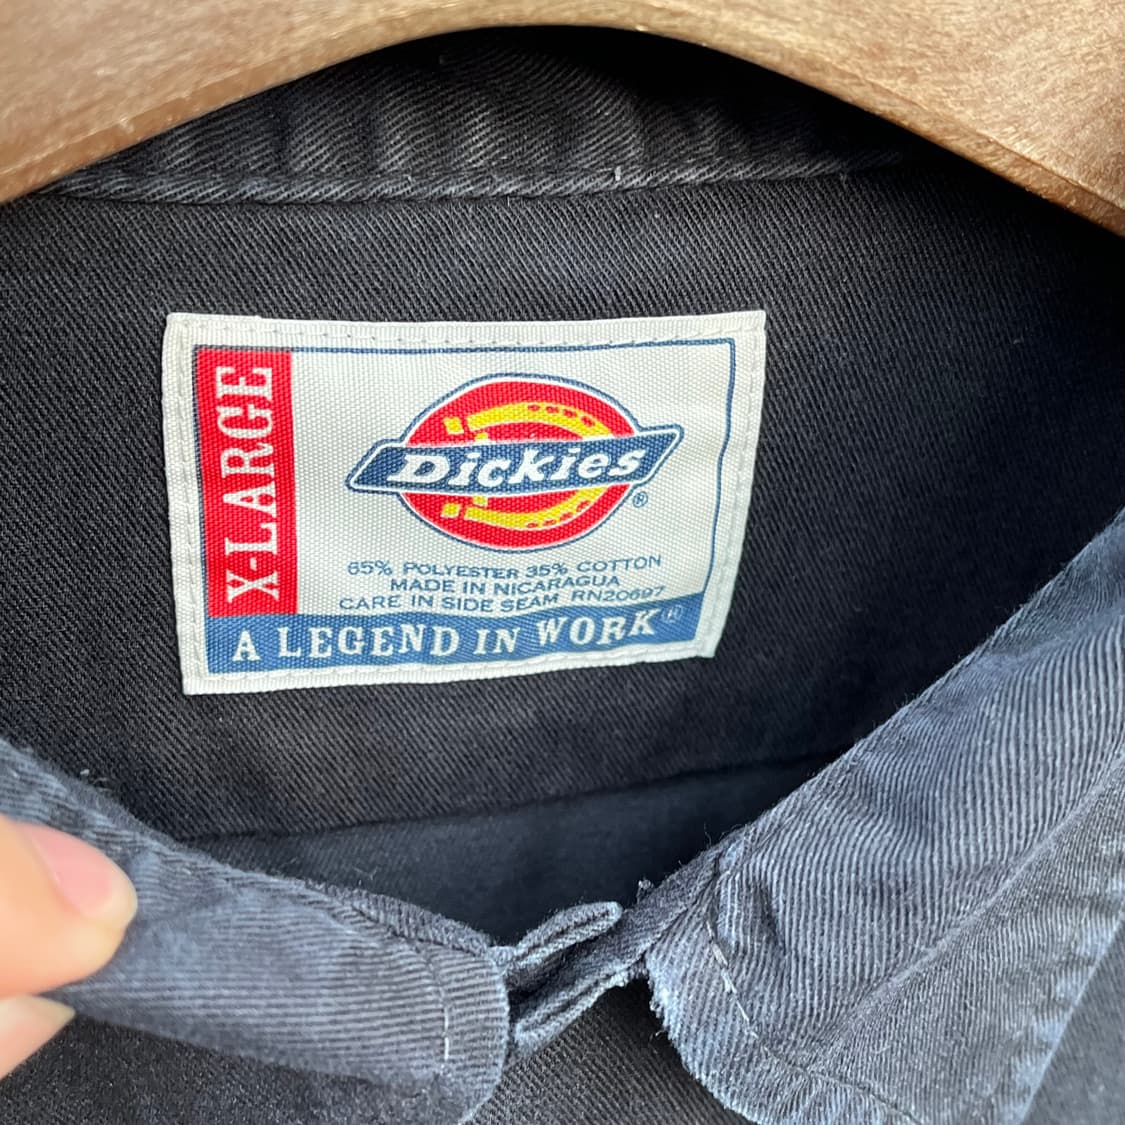 X-LARGE
Dickies®
65% POLYESTER 35% COTTON
MADE IN NICARAGUA
CARE IN SIDE SEAM RN20697
A LEGEND IN WORK®